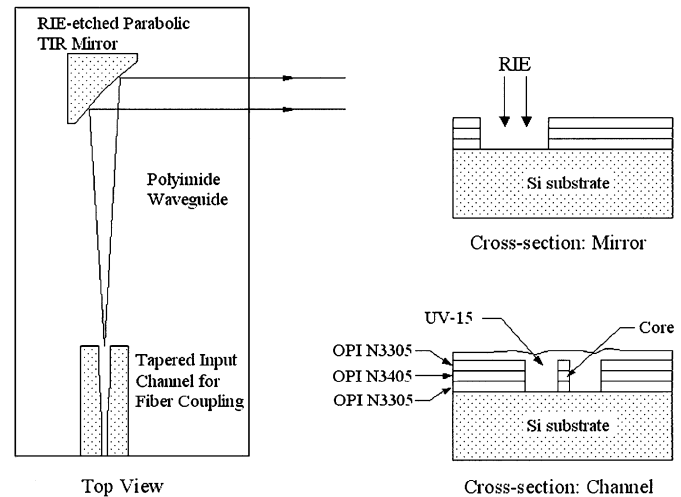 RIE-etched Parabolic
TIR Mirror
Polyimide
Waveguide
Tapered Input
Channel for
Fiber Coupling
Top View
RIE
Si substrate
Cross-section: Mirror
UV-15
Core
OPI N3305
OPI N3405
OPI N3305
Si substrate
Cross-section: Channel